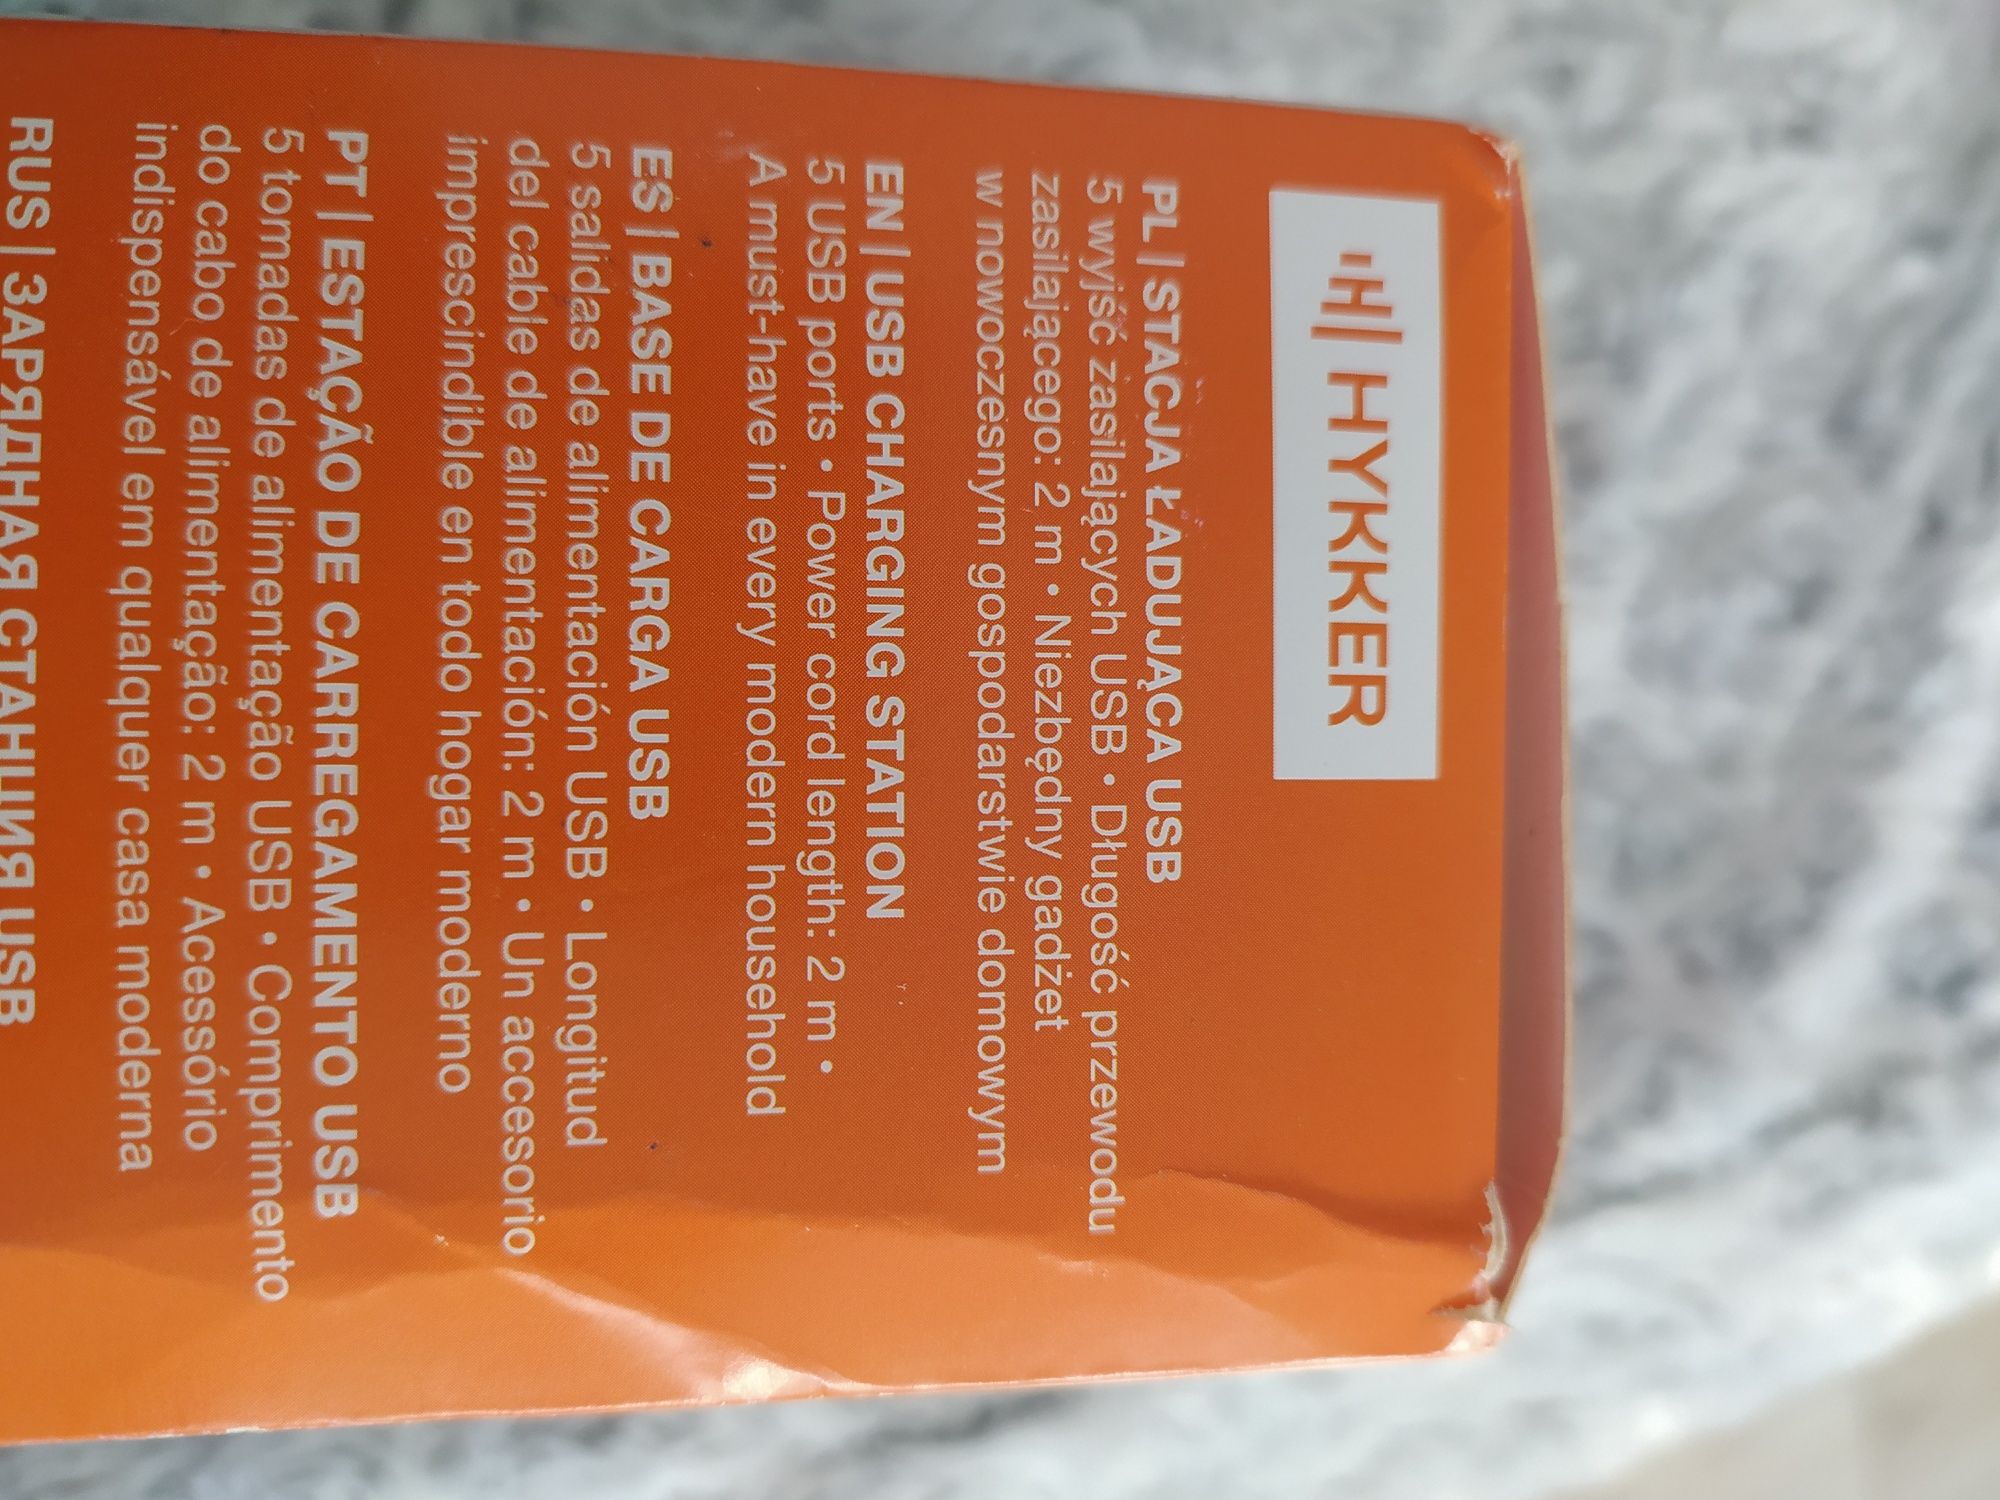 HYKKER
PL | STACJA ŁADUJĄCA USB
5 wyjść zasilających USB • Długość przewodu
zasilającego: 2 m • Niezbędny gadżet
w nowoczesnym gospodarstwie domowym
EN | USB CHARGING STATION
5 USB ports • Power cord length: 2 m •
A must-have in every modern household
ES | BASE DE CARGA USB
5 salidas de alimentación USB • Longitud
del cable de alimentación: 2 m • Un accesorio
imprescindible en todo hogar moderno
PT | ESTAÇÃO DE CARREGAMENTO USB
5 tomadas de alimentação USB • Comprimento
do cabo de alimentação: 2 m • Acessório
indispensável em qualquer casa moderna
RUS | ЗАРЯДНАЯ СТАНЦИЯ USB